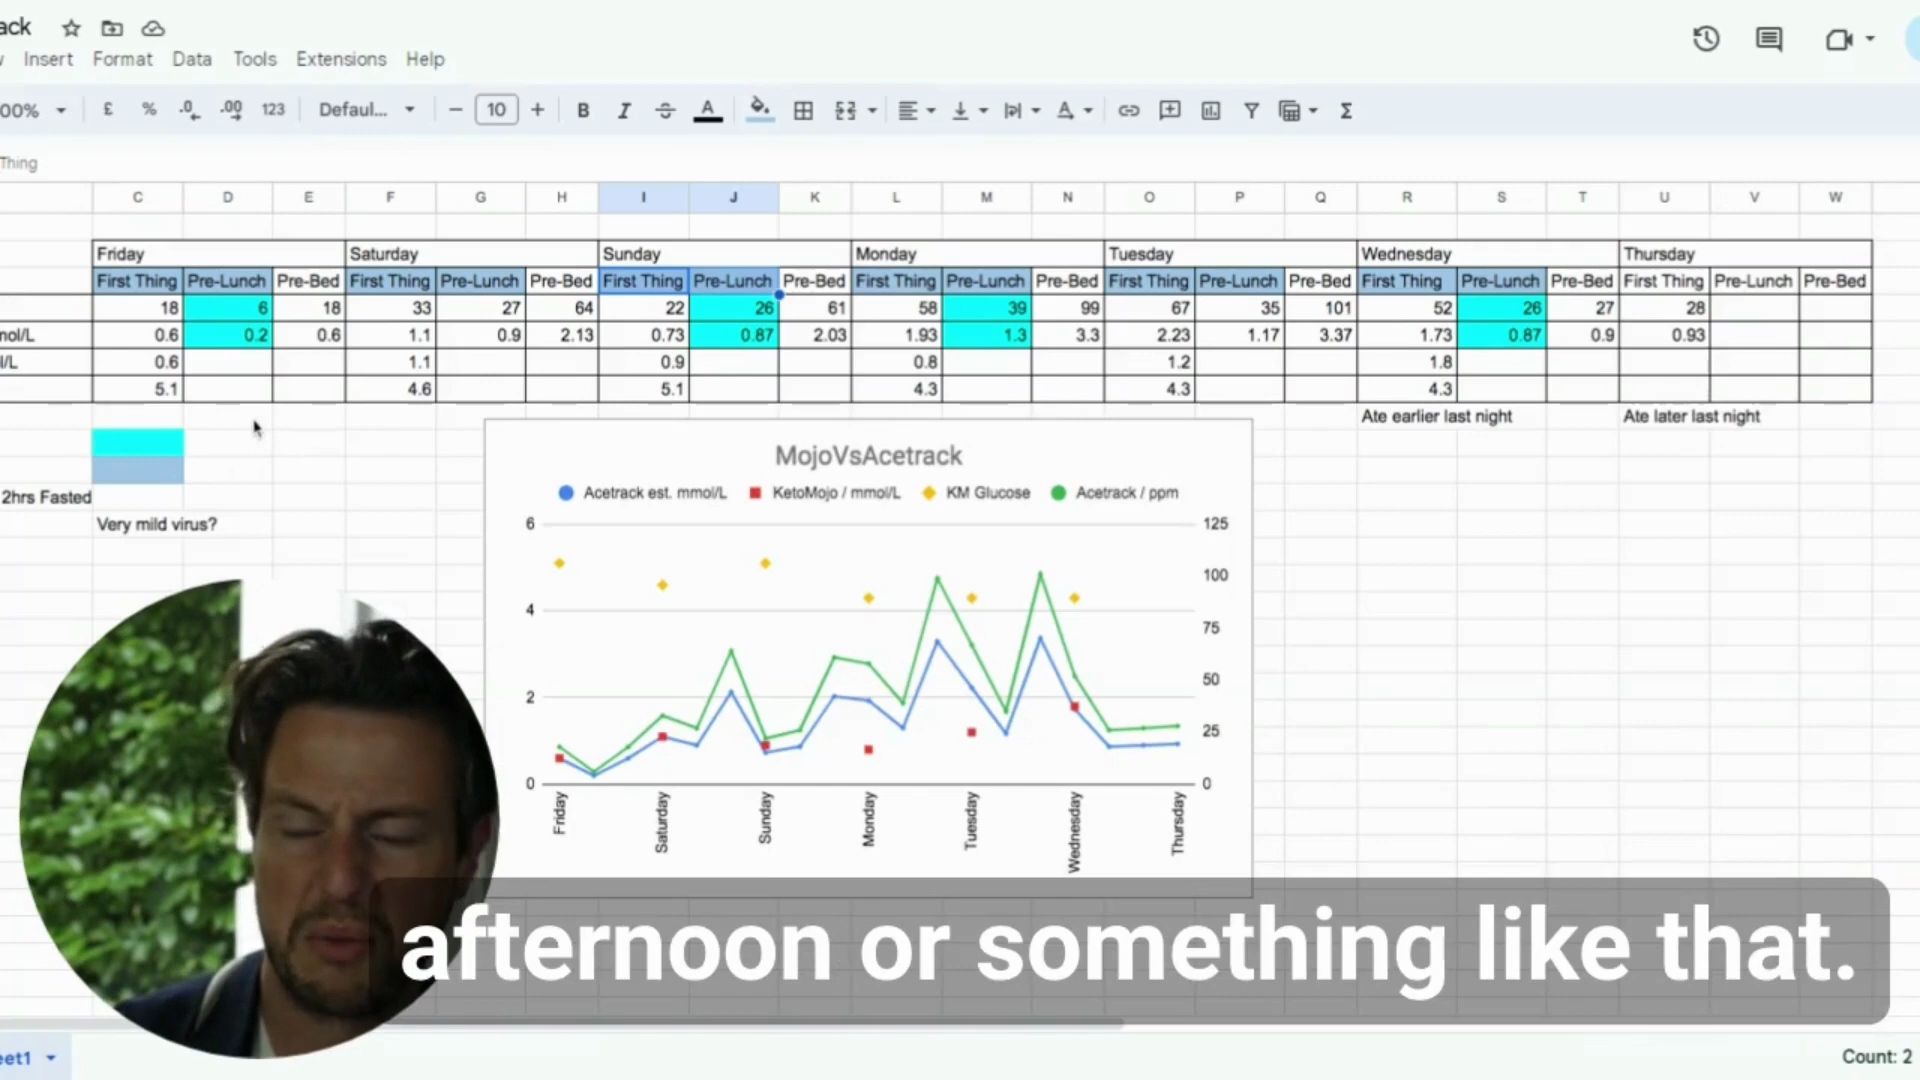 ack
Insert Format Data Tools Extensions Help
00% £ % .0 .00 123 Defaul... 10 B I A Σ
Thing
C D E F G H I J K L M N O P Q R S T U V W
Friday Saturday Sunday Monday Tuesday Wednesday Thursday
First Thing Pre-Lunch Pre-Bed First Thing Pre-Lunch Pre-Bed First Thing Pre-Lunch Pre-Bed First Thing Pre-Lunch Pre-Bed First Thing Pre-Lunch Pre-Bed First Thing Pre-Lunch Pre-Bed First Thing Pre-Lunch Pre-Bed
18 6 18 33 27 64 22 26 61 58 39 99 67 35 101 52 26 27 28
nol/L 0.6 0.2 0.6 1.1 0.9 2.13 0.73 0.87 2.03 1.93 1.3 3.3 2.23 1.17 3.37 1.73 0.87 0.9 0.93
l/L 0.6 1.1 0.9 0.8 1.2 1.8
5.1 4.6 5.1 4.3 4.3 4.3
Ate earlier last night Ate later last night
2hrs Fasted
Very mild virus?
MojoVsAcetrack
Acetrack est. mmol/L KetoMojo / mmol/L KM Glucose Acetrack / ppm
6 125
100
4
75
50
2
25
0 0
Friday Saturday Sunday Monday Tuesday Wednesday Thursday
afternoon or something like that.
eet1
Count: 2